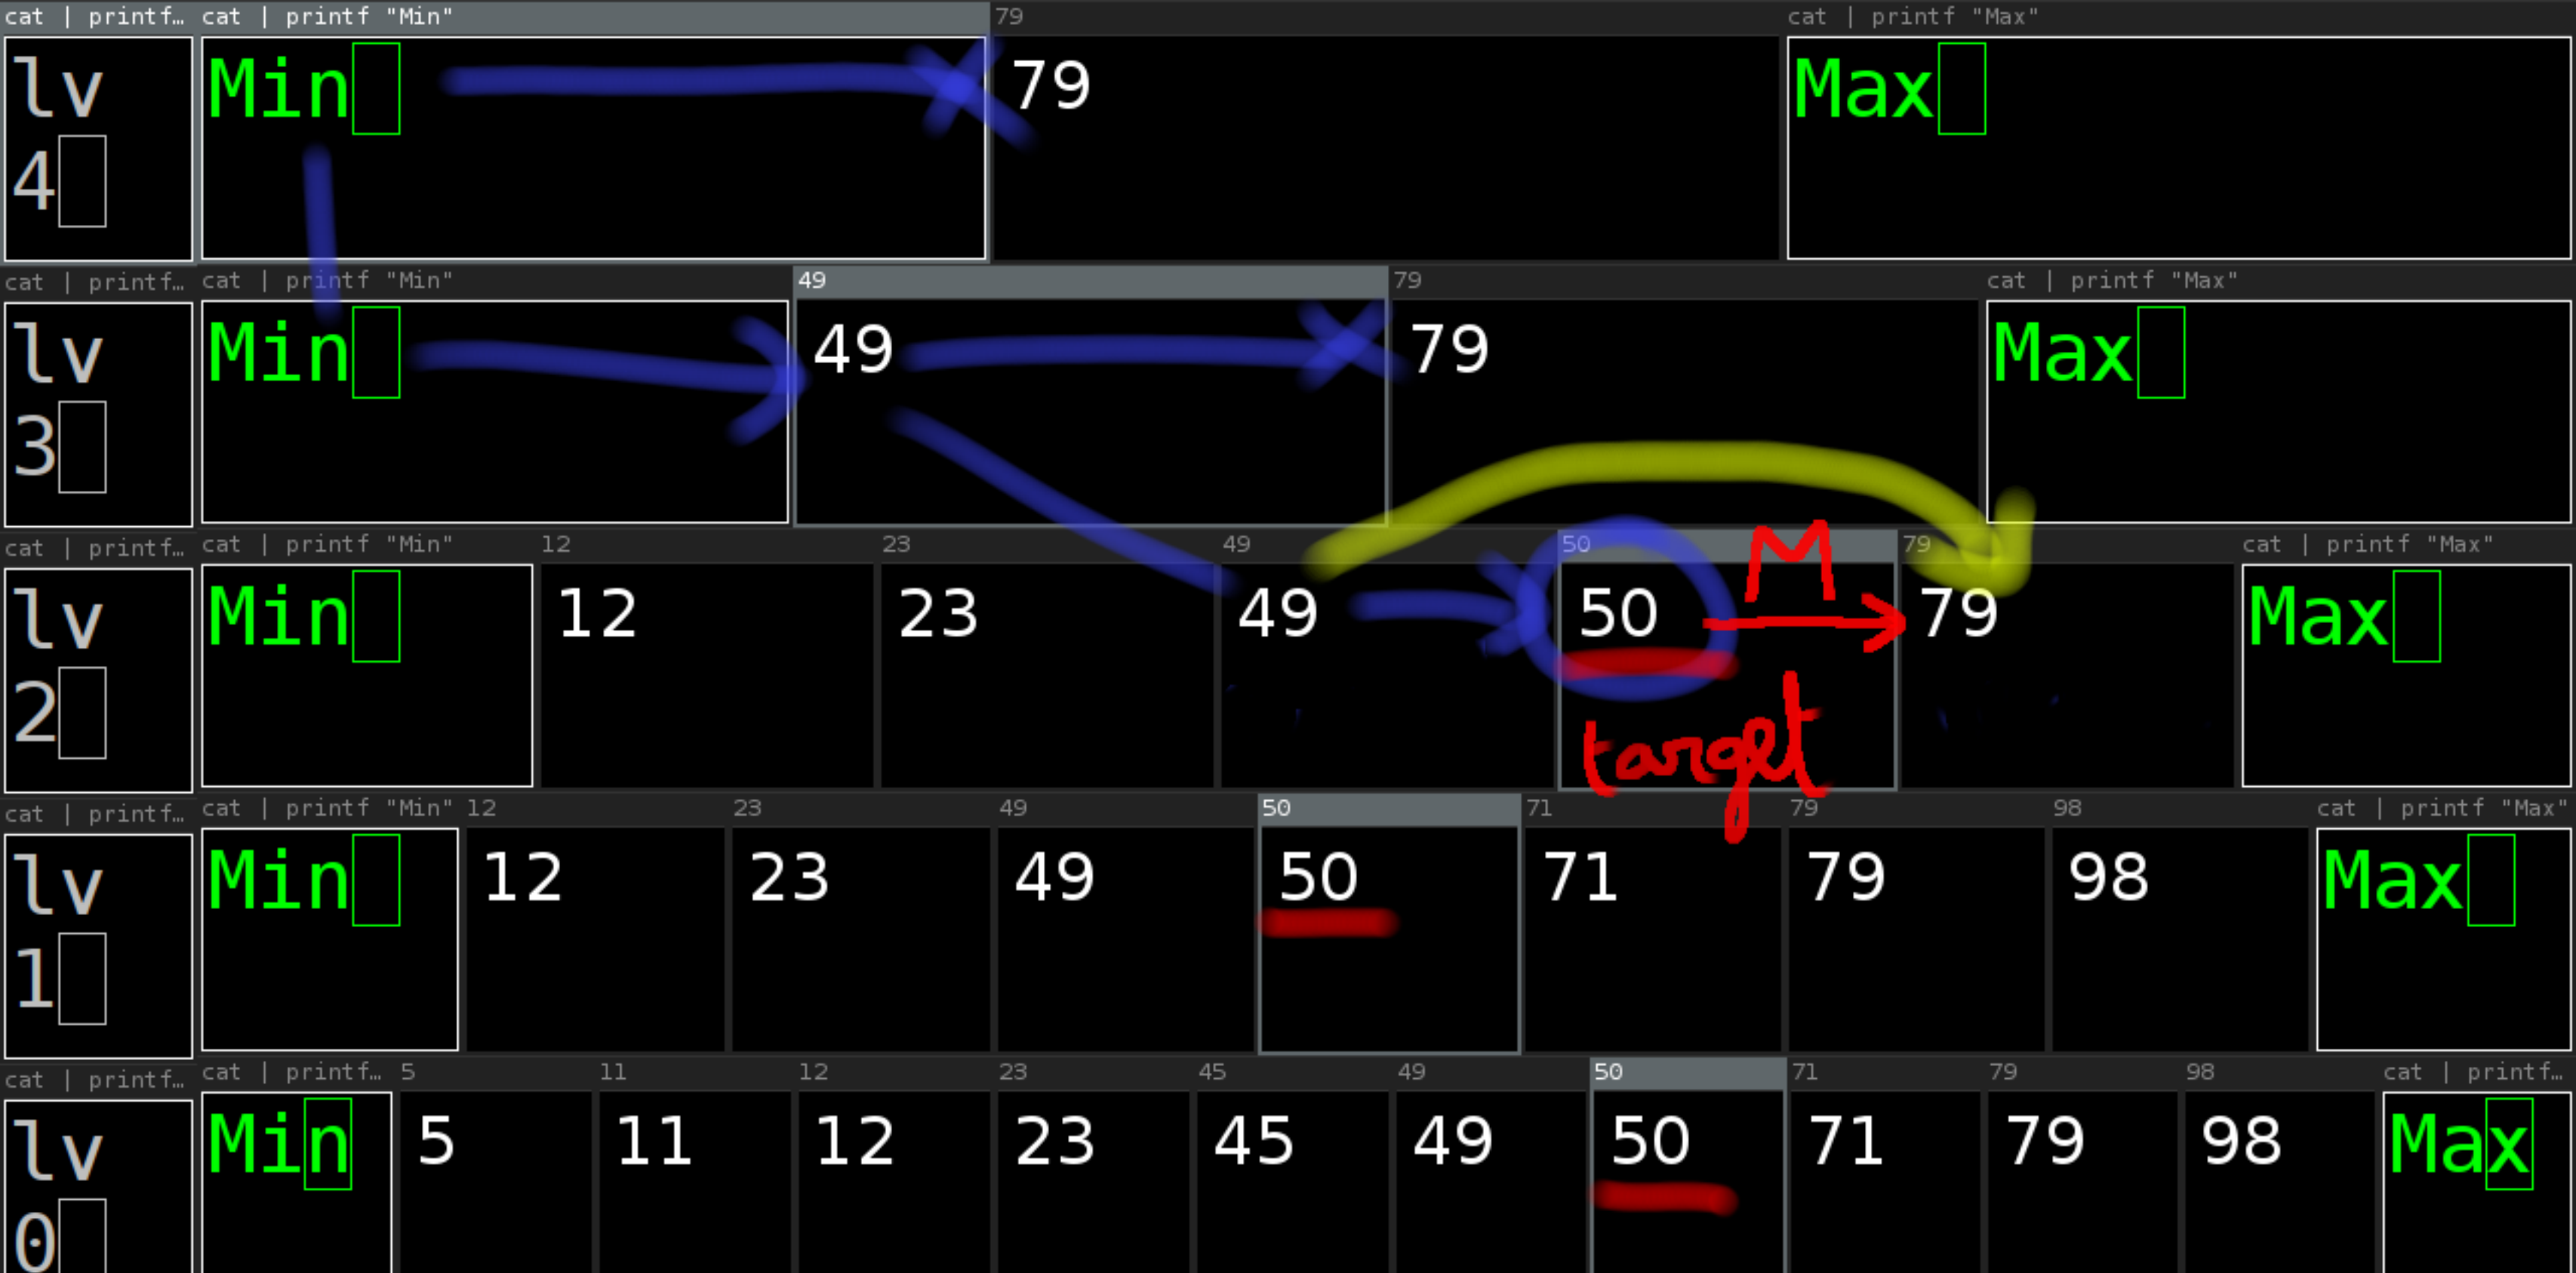 cat | printf… cat | printf "Min" 79 cat | printf "Max"
lv Min 79 Max
4
cat | printf… cat | printf "Min" 49 79 cat | printf "Max"
lv Min 49 79 Max
3
cat | printf… cat | printf "Min" 12 23 49 50 79 cat | printf "Max"
M
lv Min 12 23 49 50 79 Max
2
target
cat | printf… cat | printf "Min" 12 23 49 50 71 79 98 cat | printf "Max"
lv Min 12 23 49 50 71 79 98 Max
1
cat | printf… cat | printf… 5 11 12 23 45 49 50 71 79 98 cat | printf…
lv Min 5 11 12 23 45 49 50 71 79 98 Max
0